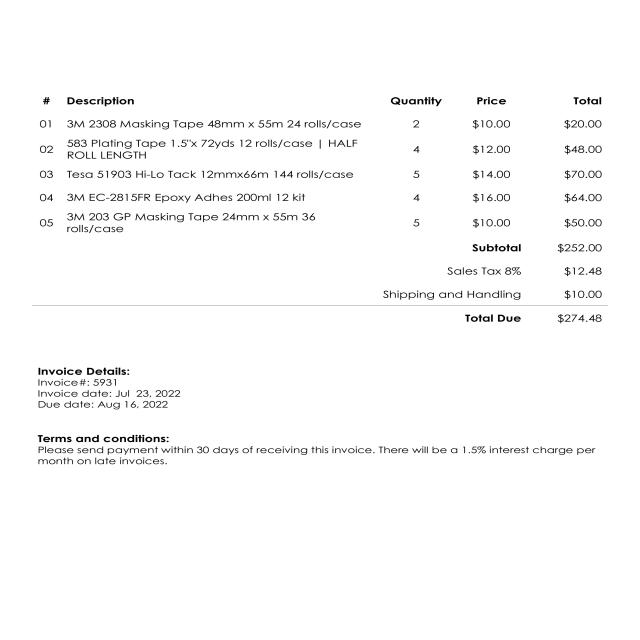 # Description Quantity Price Total
01 3M 2308 Masking Tape 48mm x 55m 24 rolls/case 2 $10.00 $20.00
02 583 Plating Tape 1.5"x 72yds 12 rolls/case | HALF
ROLL LENGTH 4 $12.00 $48.00
03 Tesa 51903 Hi-Lo Tack 12mmx66m 144 rolls/case 5 $14.00 $70.00
04 3M EC-2815FR Epoxy Adhes 200ml 12 kit 4 $16.00 $64.00
05 3M 203 GP Masking Tape 24mm x 55m 36
rolls/case 5 $10.00 $50.00
Subtotal $252.00
Sales Tax 8% $12.48
Shipping and Handling $10.00
Total Due $274.48
Invoice Details:
Invoice#: 5931
Invoice date: Jul 23, 2022
Due date: Aug 16, 2022
Terms and conditions:
Please send payment within 30 days of receiving this invoice. There will be a 1.5% interest charge per
month on late invoices.